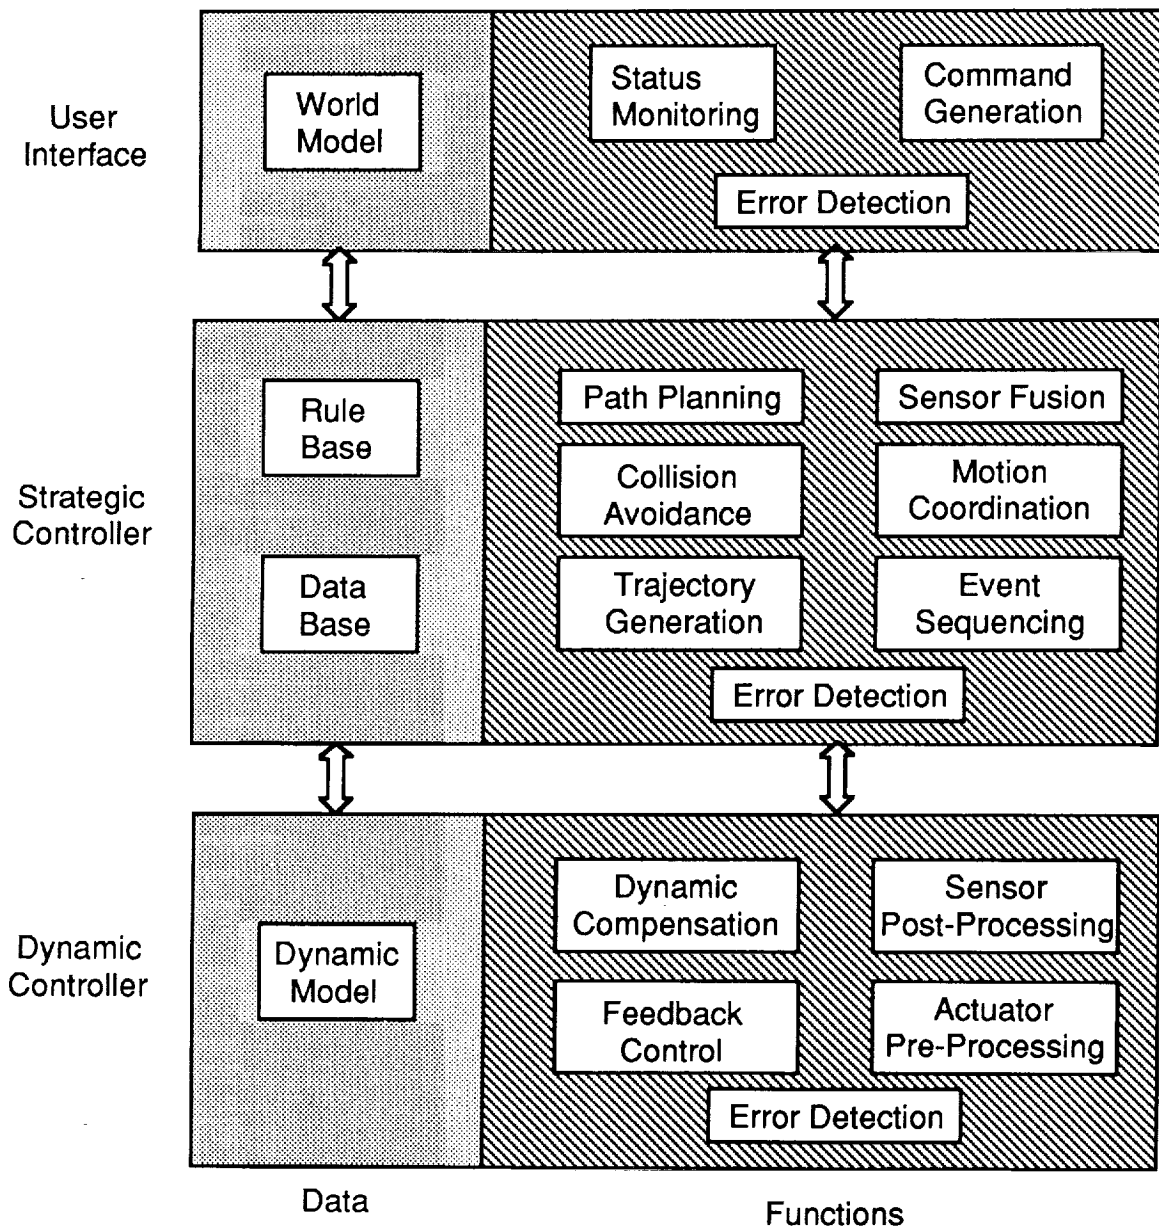 User
Interface
World
Model
Status
Monitoring
Command
Generation
Error Detection
Strategic
Controller
Rule
Base
Data
Base
Path Planning
Sensor Fusion
Collision
Avoidance
Motion
Coordination
Trajectory
Generation
Event
Sequencing
Error Detection
Dynamic
Controller
Dynamic
Model
Dynamic
Compensation
Sensor
Post-Processing
Feedback
Control
Actuator
Pre-Processing
Error Detection
Data
Functions